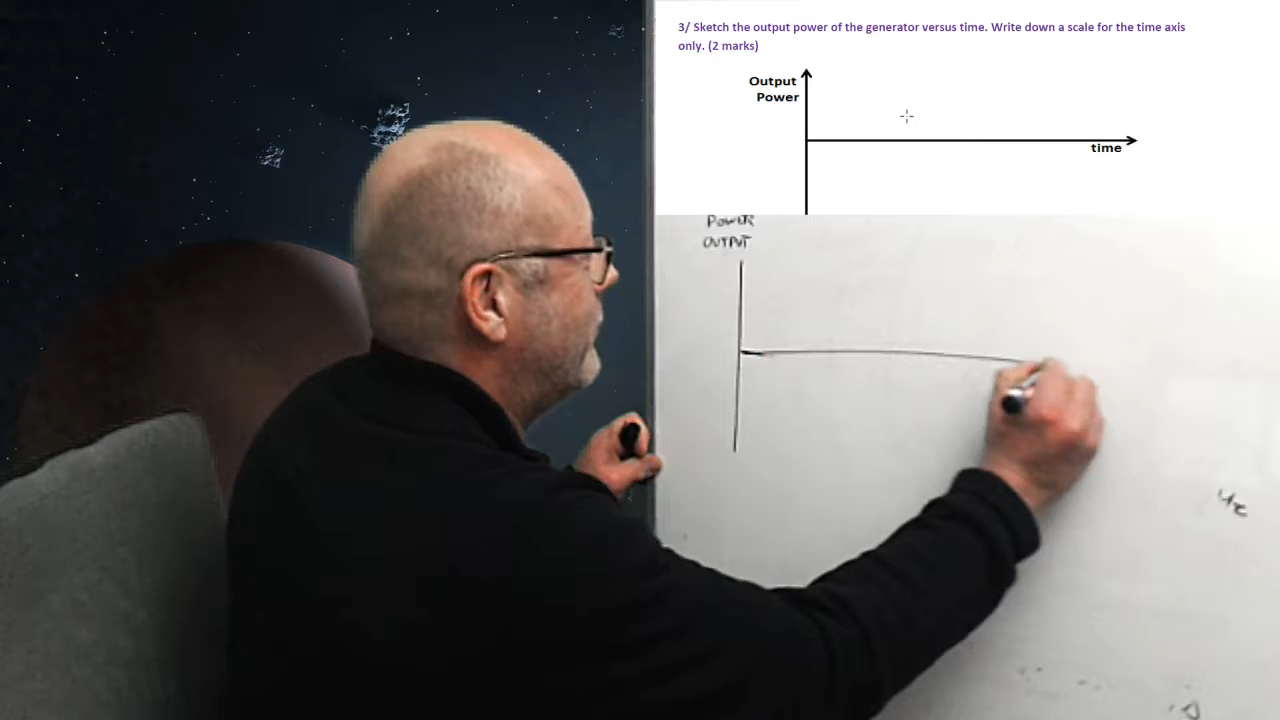 3/ Sketch the output power of the generator versus time. Write down a scale for the time axis
only. (2 marks)
Output
Power
time
POWER
OUTPUT